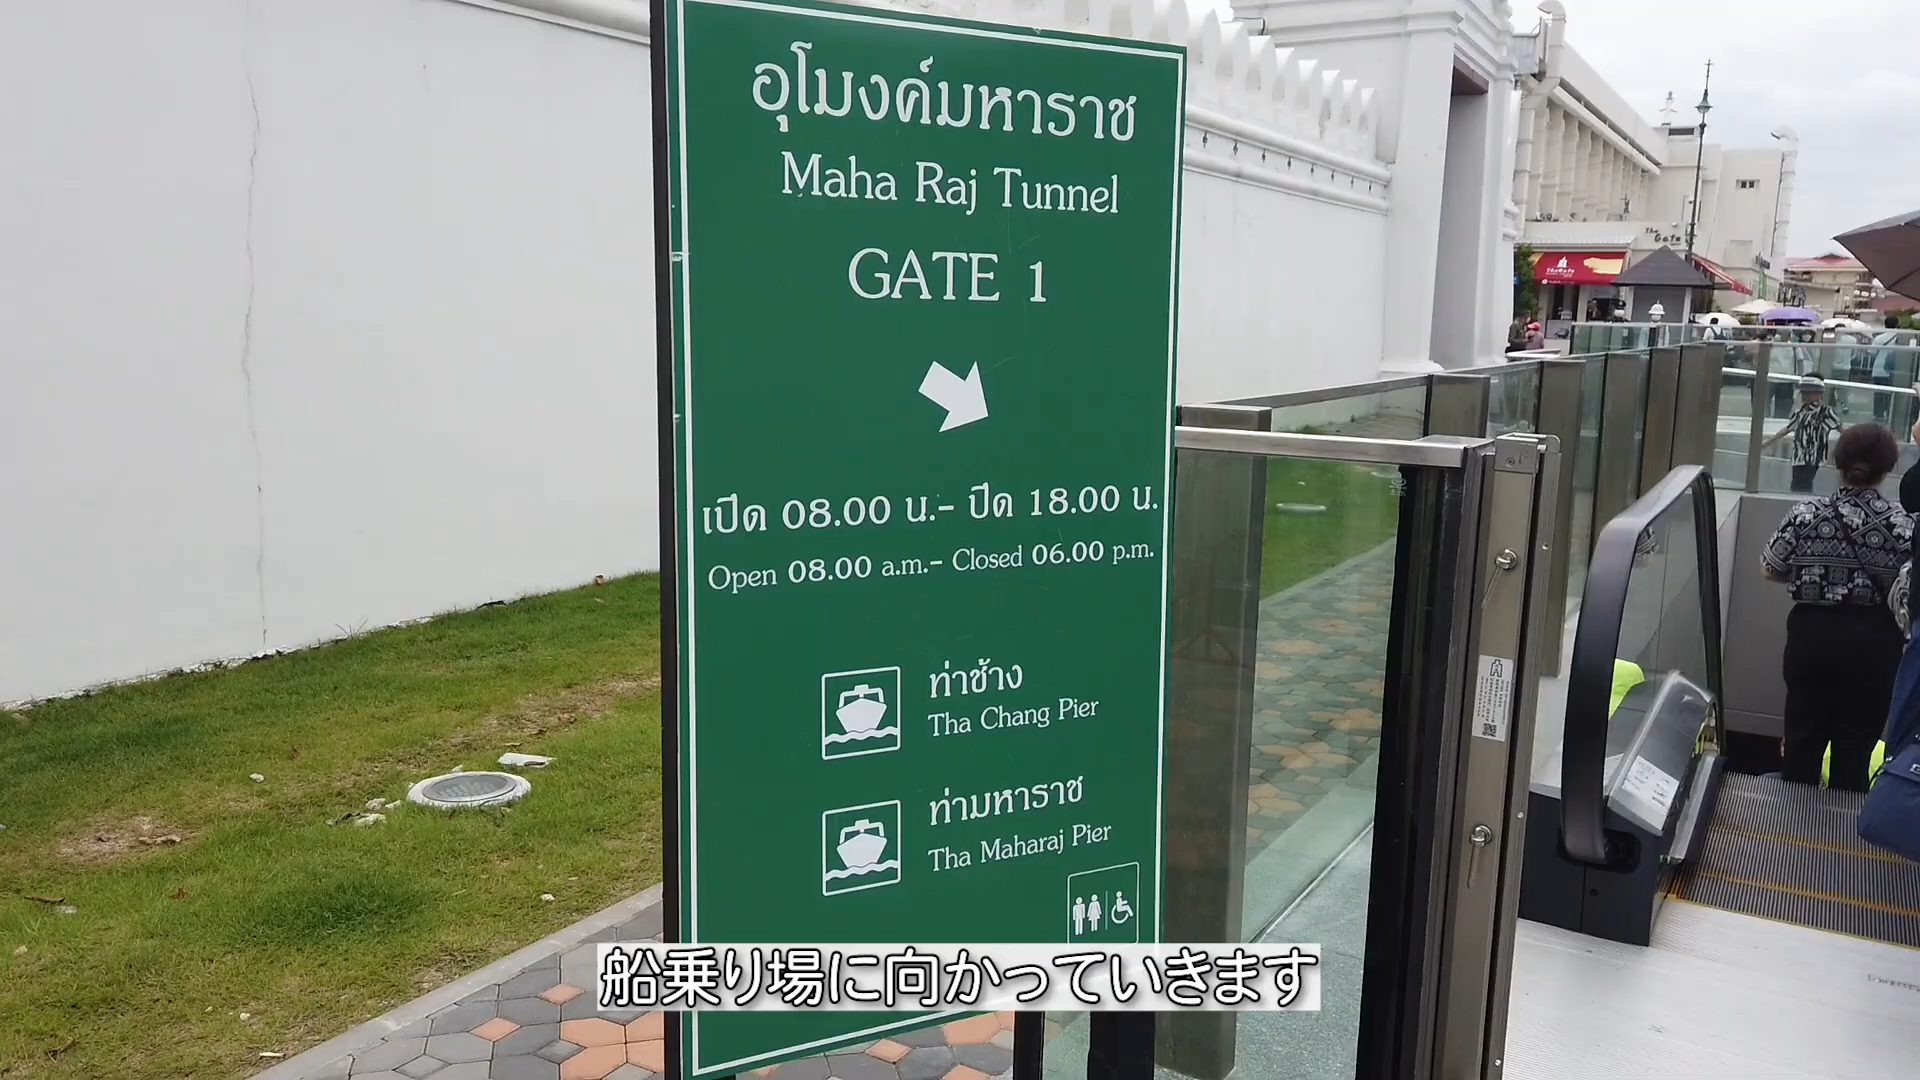 อุโมงค์มหาราช
Maha Raj Tunnel
GATE 1
เปิด 08.00 น.- ปิด 18.00 น.
Open 08.00 a.m.- Closed 06.00 p.m.
ท่าช้าง
Tha Chang Pier
ท่ามหาราช
Tha Maharaj Pier
The Gate
船乗り場に向かっていきます